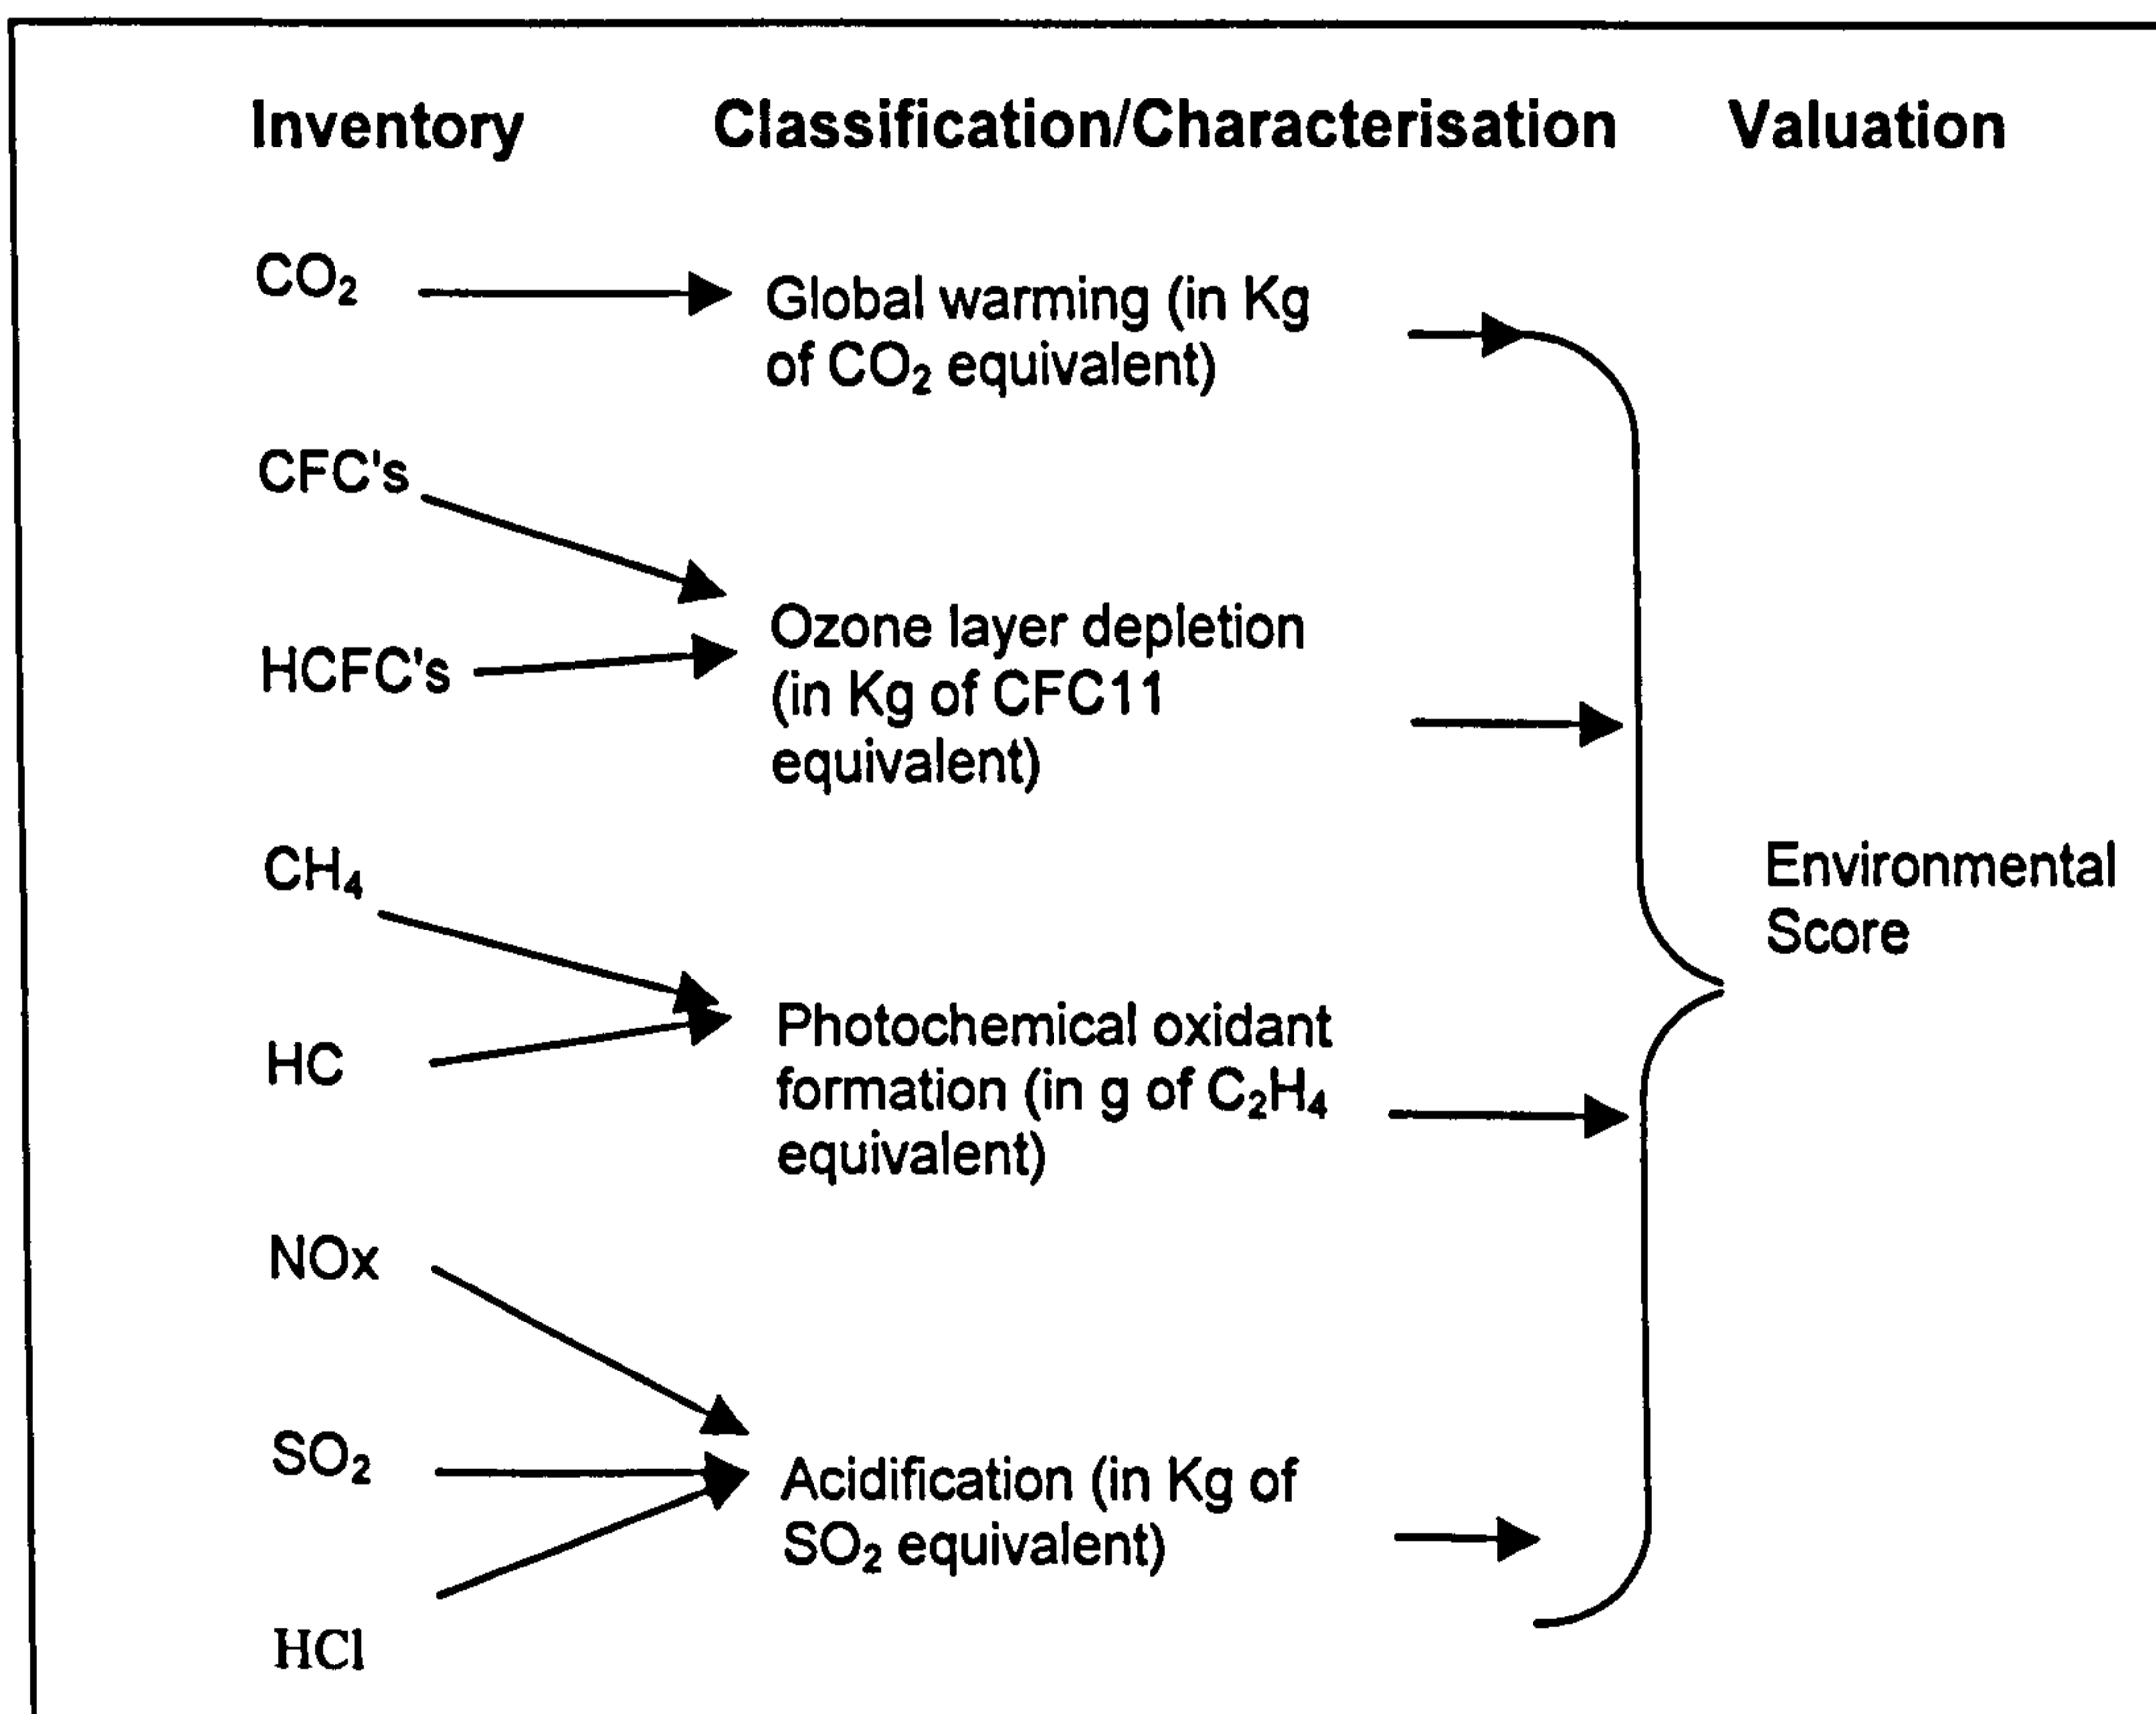 Inventory Classification/Characterisation Valuation
CO₂
Global warming (in Kg
of CO₂ equivalent)
CFC's
HCFC's
Ozone layer depletion
(in Kg of CFC11
equivalent)
CH₄
Environmental
Score
HC
Photochemical oxidant
formation (in g of C₂H₄
equivalent)
NOx
SO₂
Acidification (in Kg of
SO₂ equivalent)
HCl